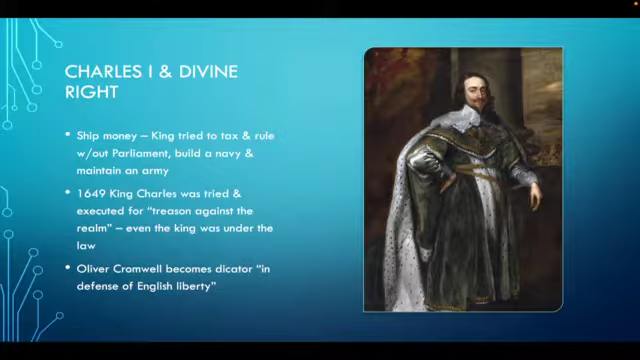 CHARLES I & DIVINE
RIGHT
• Ship money – King tried to tax & rule
w/out Parliament, build a navy &
maintain an army
• 1649 King Charles was tried &
executed for “treason against the
realm” – even the king was under the
law
• Oliver Cromwell becomes dicator “in
defense of English liberty”